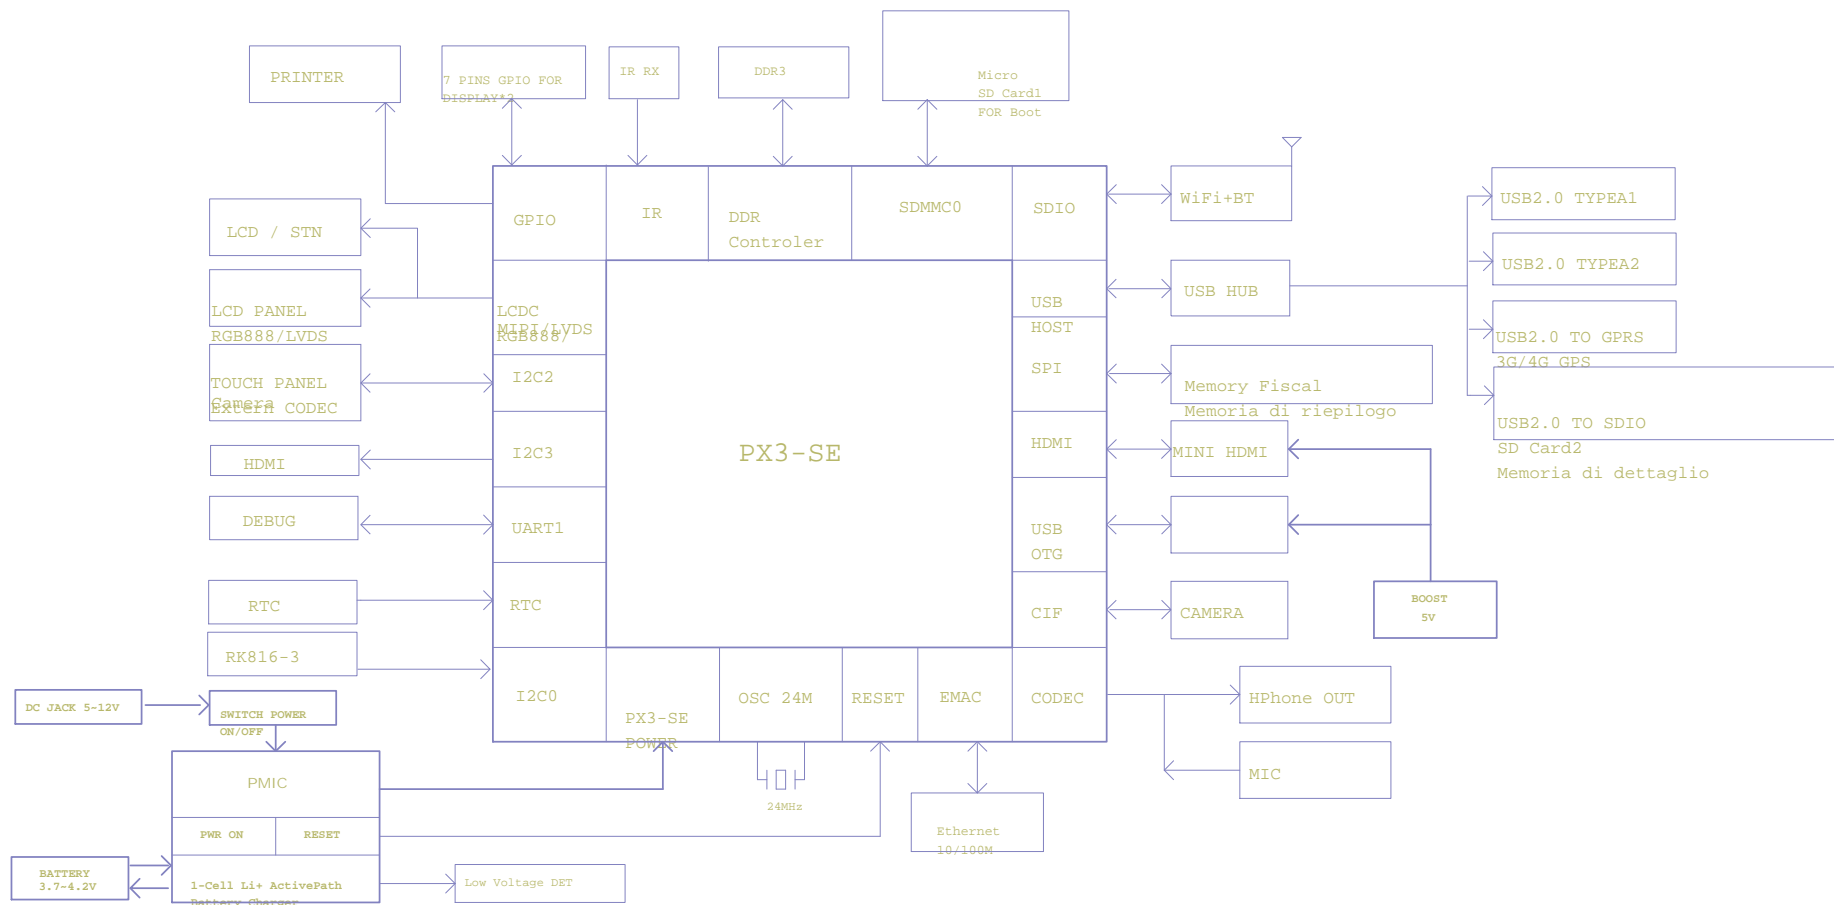 PRINTER
7 PINS GPIO FOR
DISPLAY*2
IR RX
DDR3
Micro
SD Card1
FOR Boot
GPIO
IR
DDR
Controler
SDMMC0
SDIO
WiFi+BT
USB2.0 TYPEA1
LCD / STN
USB2.0 TYPEA2
LCD PANEL
RGB888/LVDS
LCDC
MIPI/LVDS
RGB888/
USB
HOST
USB HUB
USB2.0 TO GPRS
3G/4G GPS
TOUCH PANEL
Camera
Extern CODEC
I2C2
SPI
Memory Fiscal
Memoria di riepilogo
USB2.0 TO SDIO
SD Card2
Memoria di dettaglio
HDMI
I2C3
PX3-SE
HDMI
MINI HDMI
DEBUG
UART1
USB
OTG
RTC
RTC
CIF
CAMERA
BOOST
5V
RK816-3
I2C0
PX3-SE
POWER
OSC 24M
RESET
EMAC
CODEC
HPhone OUT
DC JACK 5~12V
SWITCH POWER
ON/OFF
MIC
PMIC
24MHz
PWR ON
RESET
Ethernet
10/100M
BATTERY
3.7~4.2V
1-Cell Li+ ActivePath
Battery Charger
Low Voltage DET